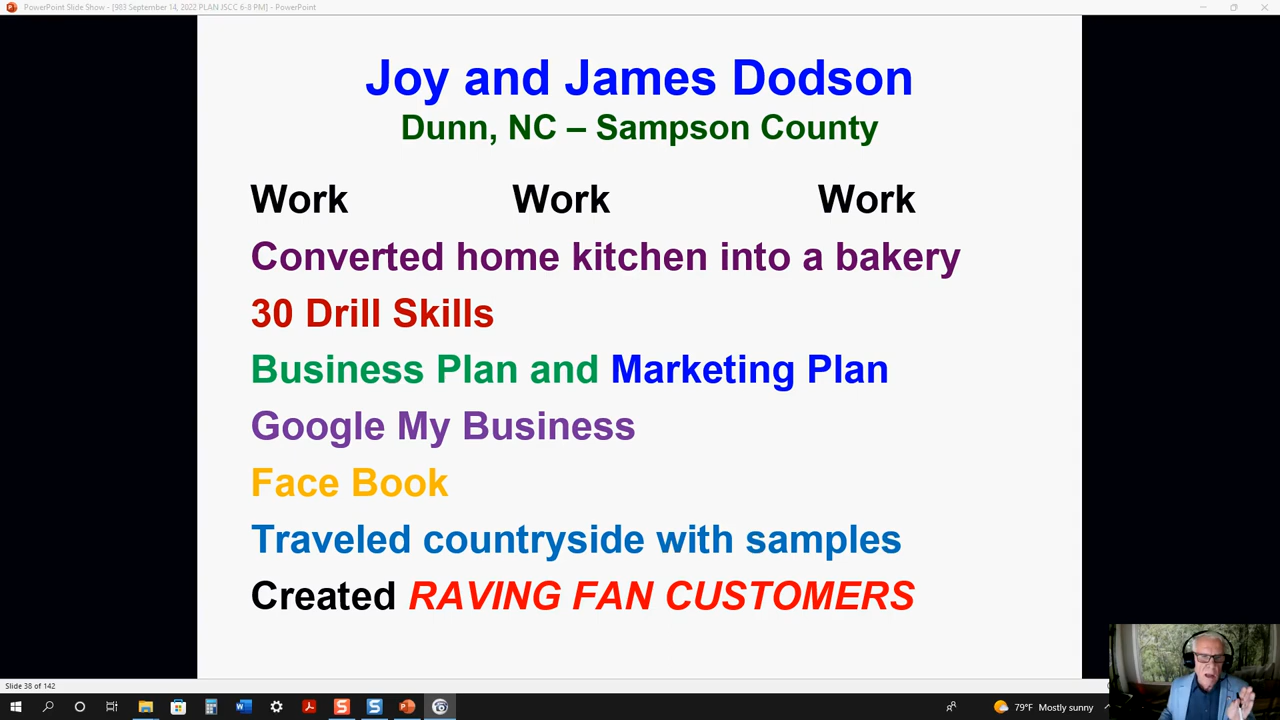 PowerPoint Slide Show - [983 September 14, 2022 PLAN JSCC 6-8 PM] - PowerPoint
Joy and James Dodson
Dunn, NC – Sampson County
Work Work Work
Converted home kitchen into a bakery
30 Drill Skills
Business Plan and Marketing Plan
Google My Business
Face Book
Traveled countryside with samples
Created RAVING FAN CUSTOMERS
Slide 38 of 142
79°F Mostly sunny